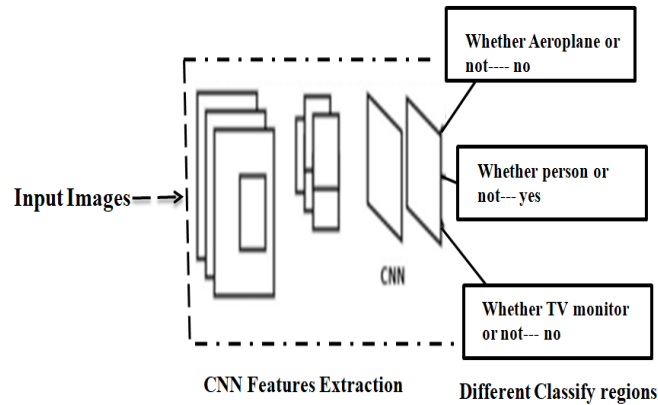 Whether Aeroplane or
not---- no
Input Images
Whether person or
not--- yes
CNN
Whether TV monitor
or not--- no
CNN Features Extraction
Different Classify regions